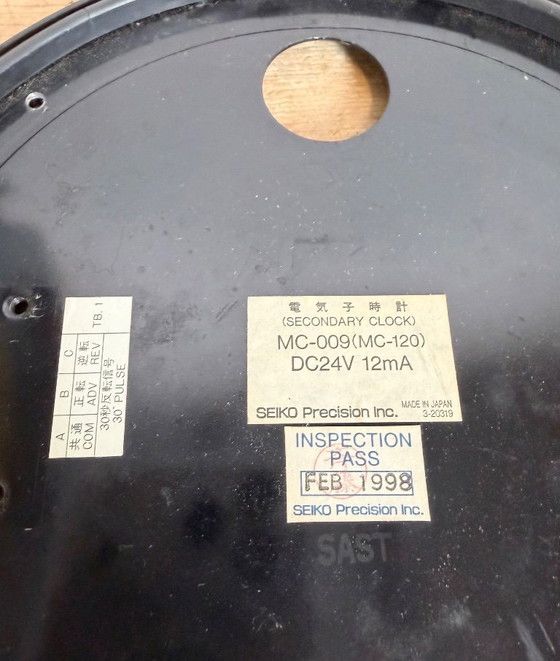 電気子時計
(SECONDARY CLOCK)
MC-009(MC-120)
DC24V 12mA
MADE IN JAPAN
SEIKO Precision Inc.
3-20319
INSPECTION
PASS
FEB 1998
SEIKO Precision Inc.
SAST
A B C TB. 1
共通 正転 逆転
COM ADV REV
30秒反転信号
30" PULSE